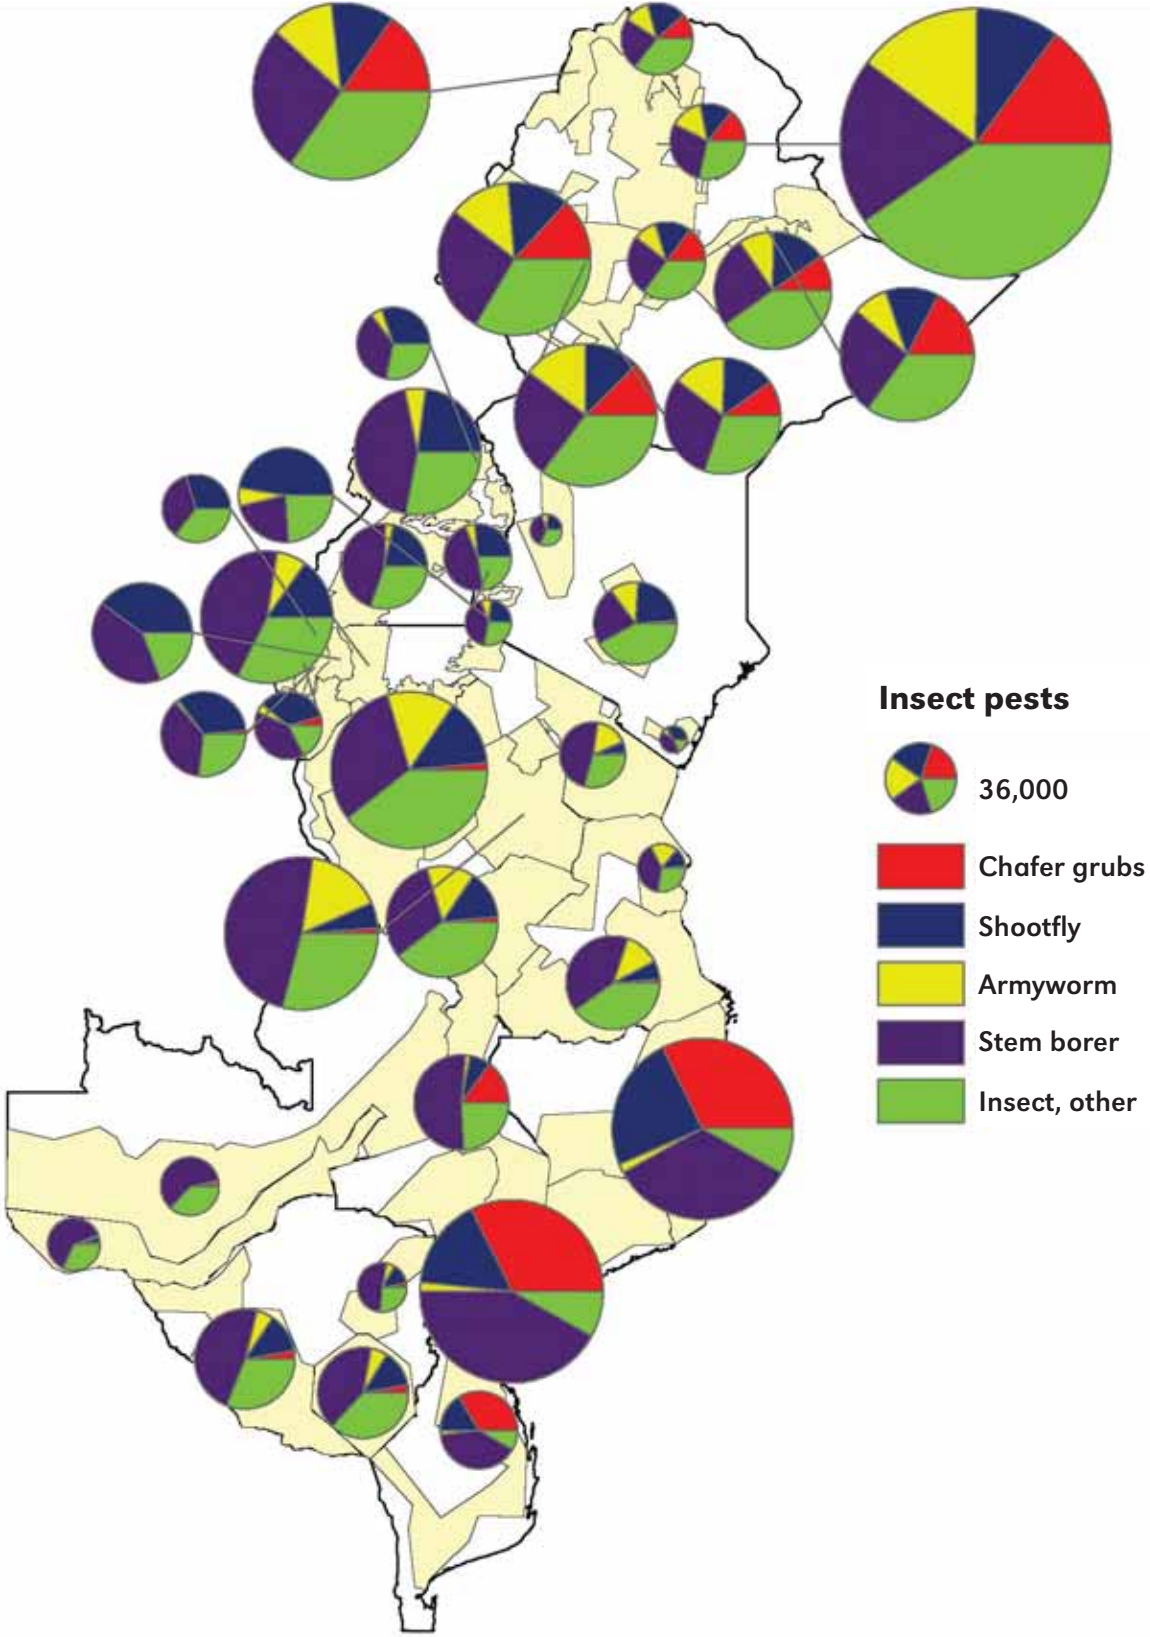 Insect pests
36,000
Chafer grubs
Shootfly
Armyworm
Stem borer
Insect, other